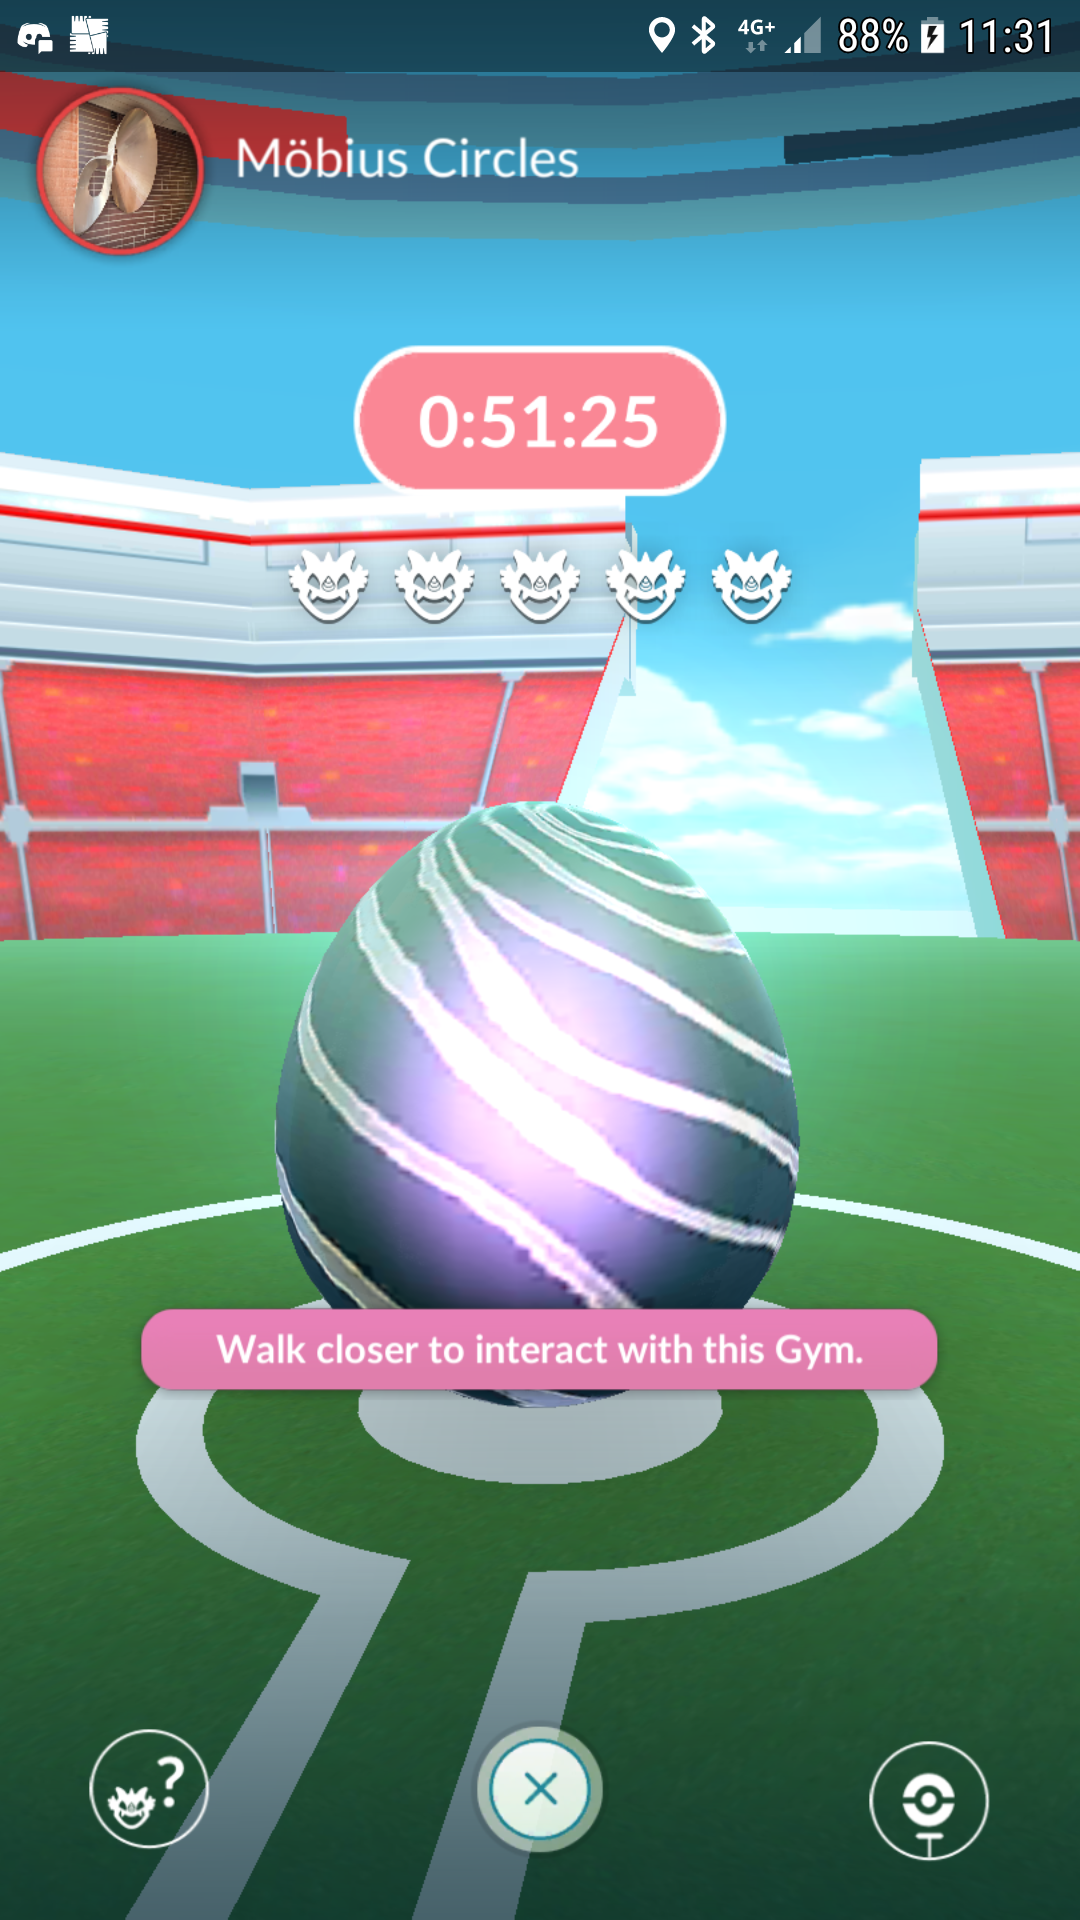 4G+ 88% 11:31
Möbius Circles
0:51:25
Walk closer to interact with this Gym.
?